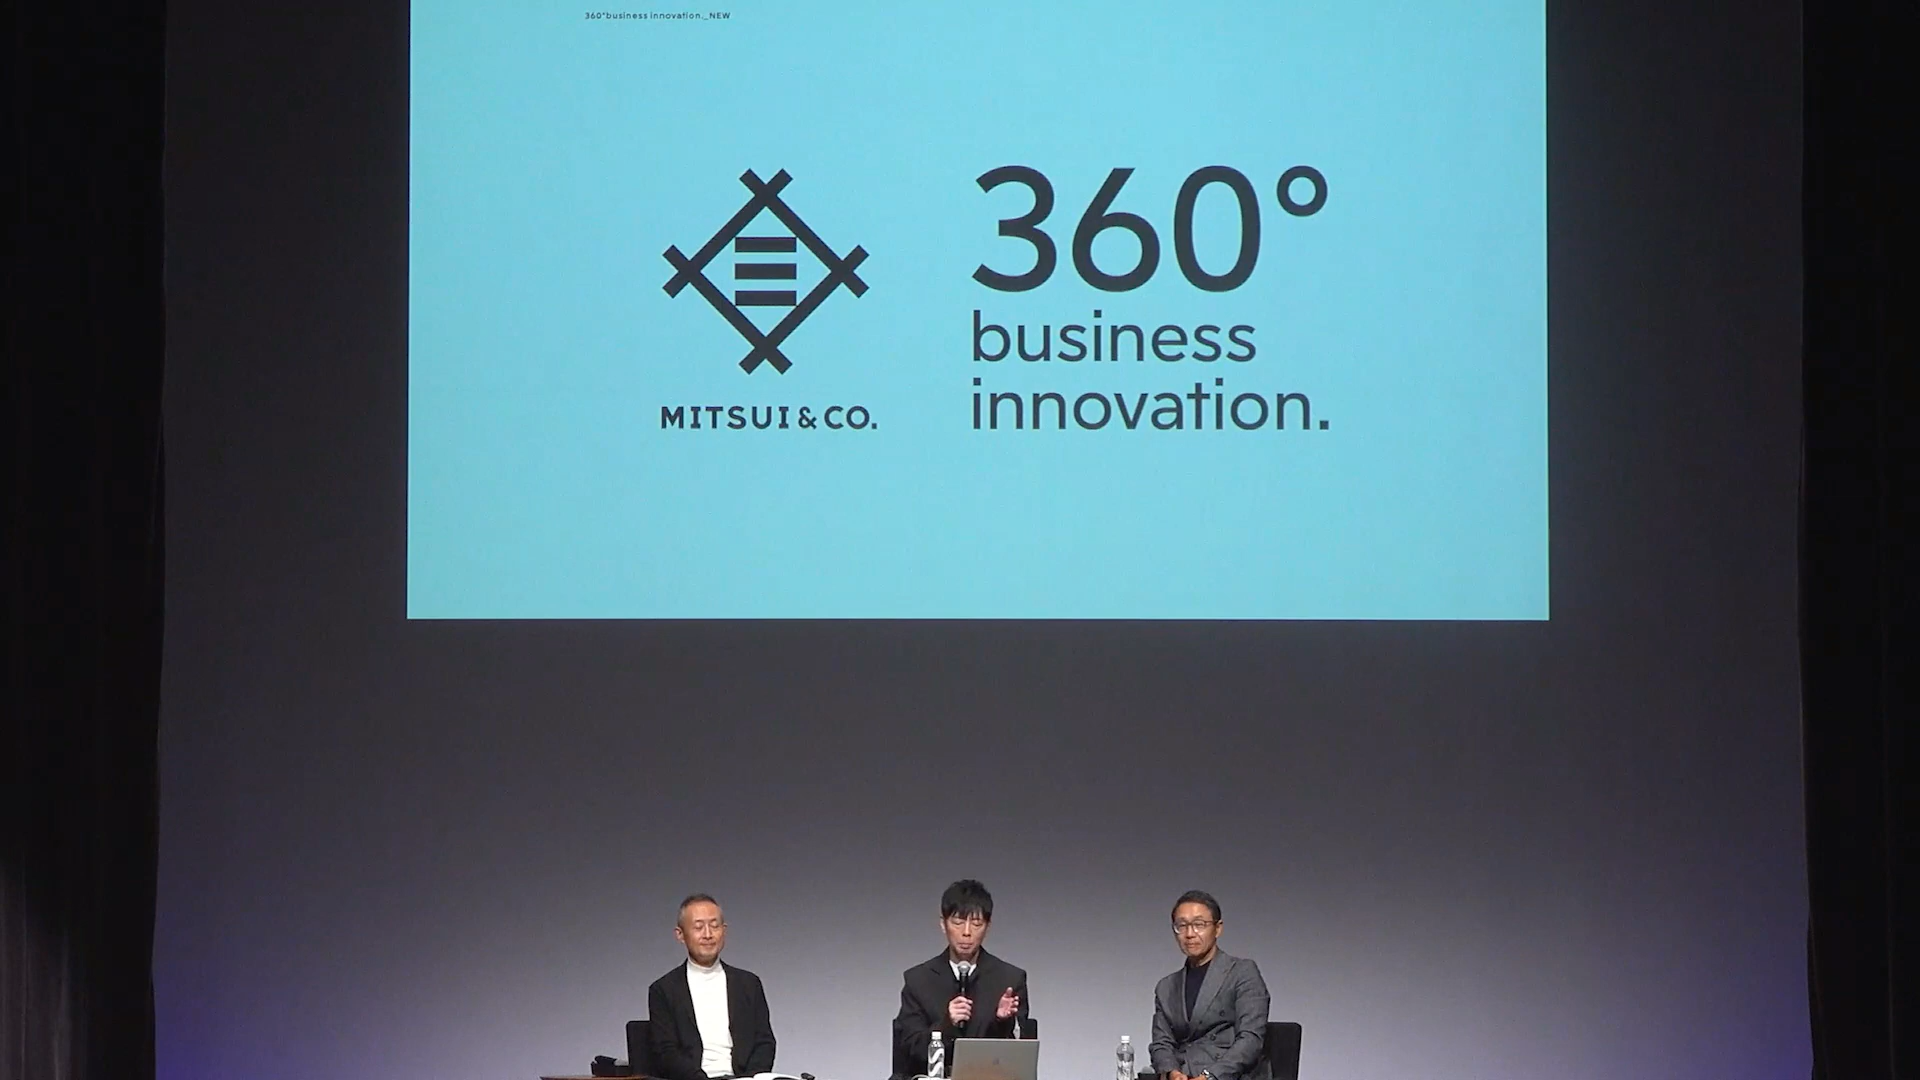 360°business innovation._NEW
360°
business
innovation.
MITSUI & CO.